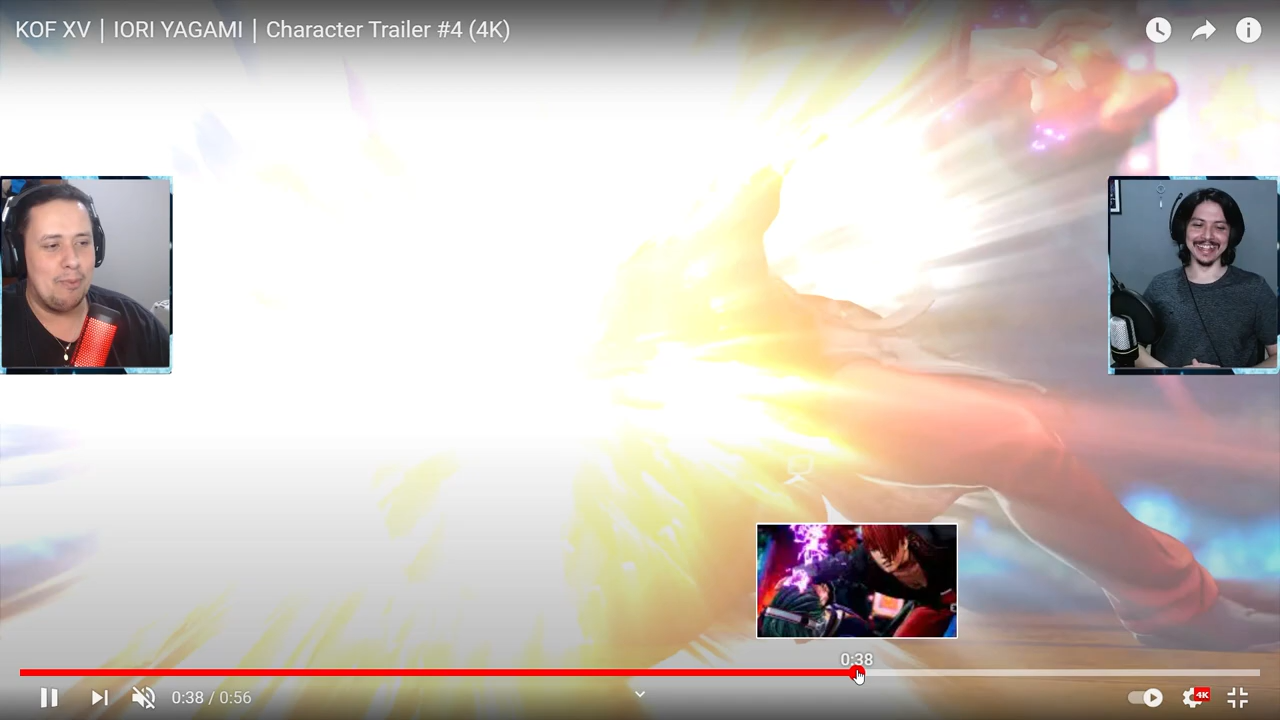 KOF XV | IORI YAGAMI | Character Trailer #4 (4K)
0:38
0:38 / 0:56
4K